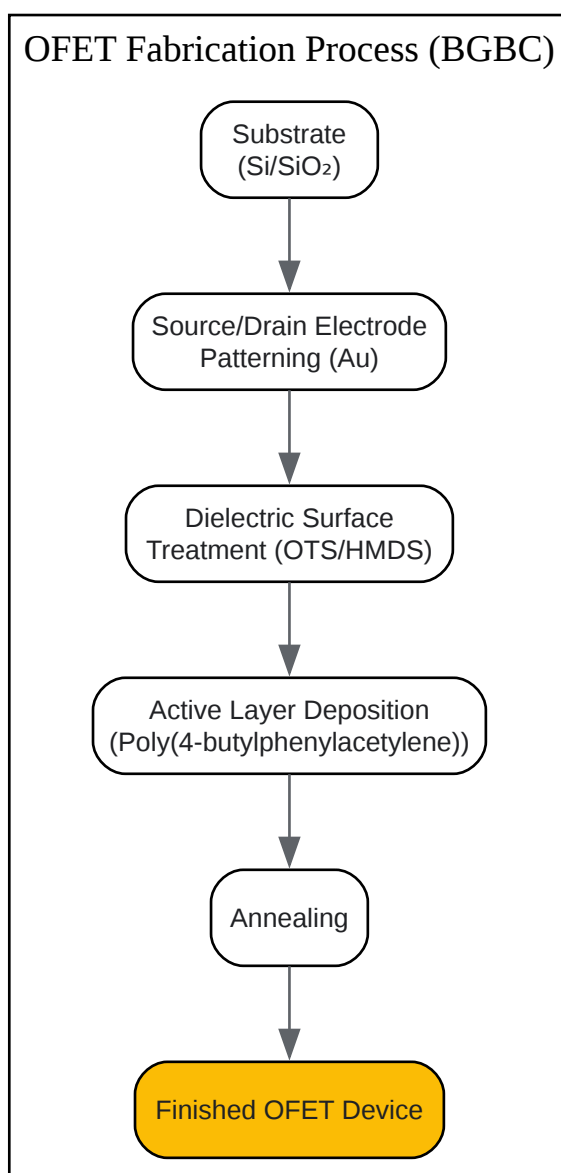 OFET Fabrication Process (BGBC)
Substrate
(Si/SiO₂)
Source/Drain Electrode
Patterning (Au)
Dielectric Surface
Treatment (OTS/HMDS)
Active Layer Deposition
(Poly(4-butylphenylacetylene))
Annealing
Finished OFET Device